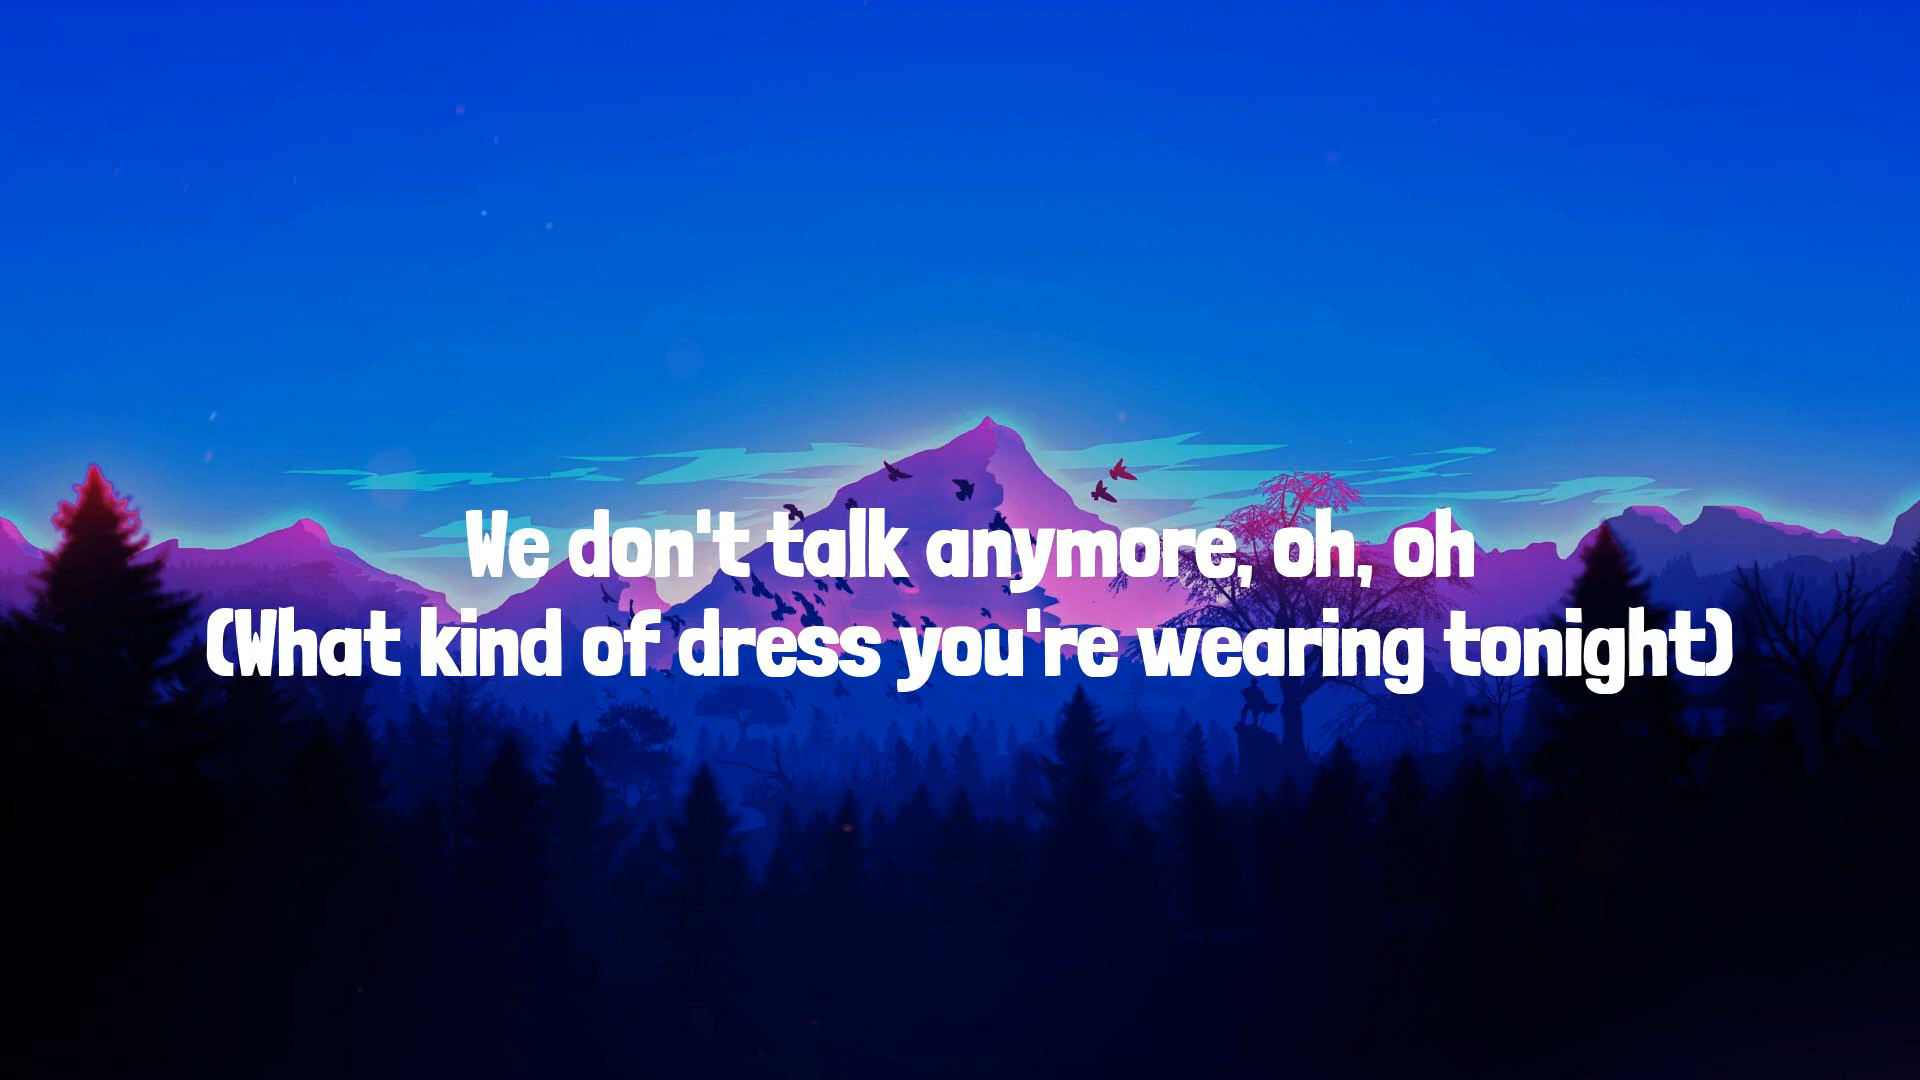 We don't talk anymore, oh, oh
(What kind of dress you're wearing tonight)